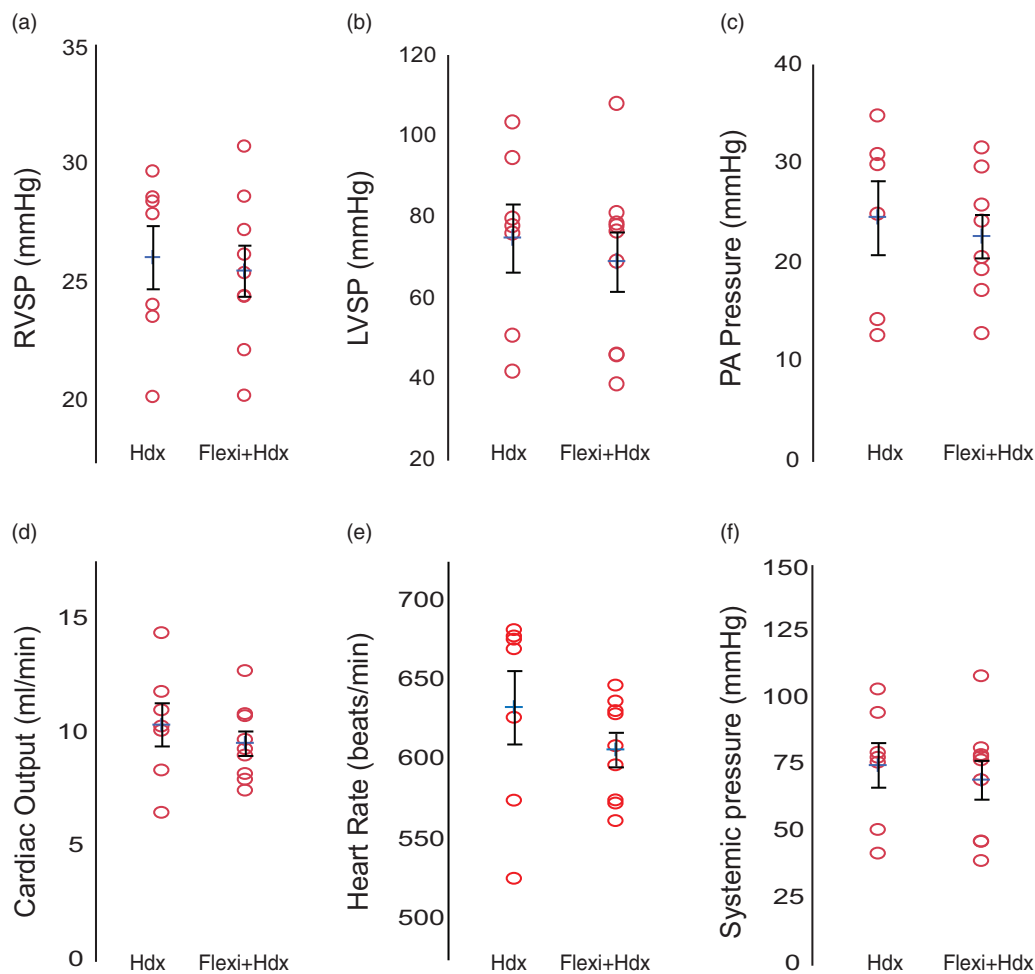 (a)
RVSP (mmHg)
35
30
25
20
Hdx
Flexi+Hdx
(b)
LVSP (mmHg)
120
100
80
60
40
20
Hdx
Flexi+Hdx
(c)
PA Pressure (mmHg)
40
30
20
10
0
Hdx
Flexi+Hdx
(d)
Cardiac Output (ml/min)
15
10
5
0
Hdx
Flexi+Hdx
(e)
Heart Rate (beats/min)
700
650
600
550
500
Hdx
Flexi+Hdx
(f)
Systemic pressure (mmHg)
150
125
100
75
50
25
0
Hdx
Flexi+Hdx